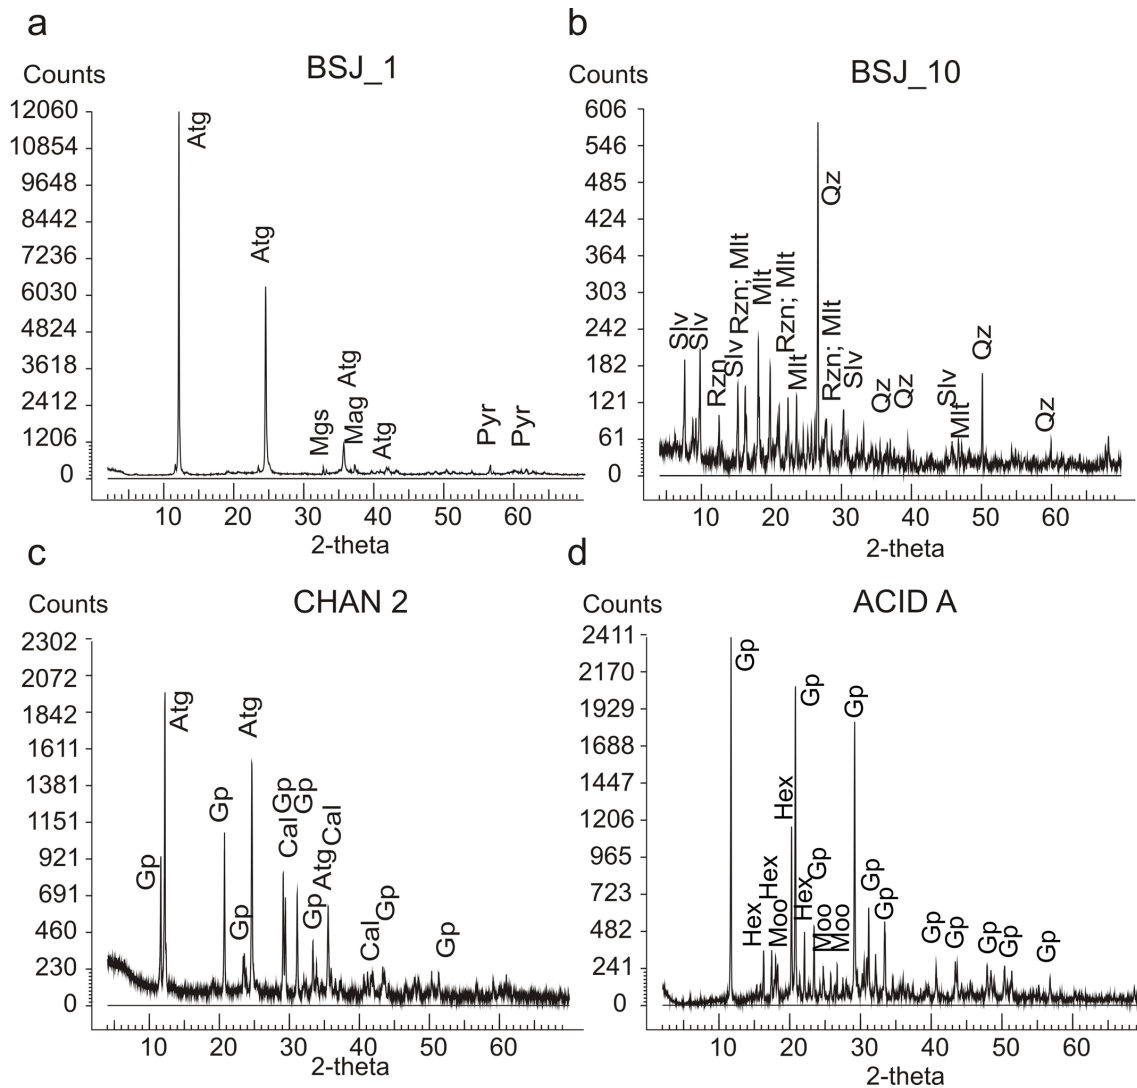 a
BSJ_1
Counts
12060
10854
9648
8442
7236
6030
4824
3618
2412
1206
0
Atg
Atg
Mgs
Mag
Atg
Atg
Pyr
Pyr
10 20 30 40 50 60
2-theta
b
BSJ_10
Counts
606
546
485
424
364
303
242
182
121
61
0
Slv
Slv
Rzn
Slv
Rzn; Mlt
Mlt
Rzn; Mlt
Mlt
Qz
Rzn; Mlt
Slv
Qz
Qz
Slv
Mlt
Qz
Qz
10 20 30 40 50 60
2-theta
c
CHAN 2
Counts
2302
2072
1842
1611
1381
1151
921
691
460
230
0
Gp
Atg
Gp
Gp
Atg
Cal
Gp
Gp
Gp
Atg
Cal
Cal
Gp
Gp
10 20 30 40 50 60
2-theta
d
ACID A
Counts
2411
2170
1929
1688
1447
1206
965
723
482
241
0
Gp
Hex
Hex
Moo
Hex
Gp
Hex
Gp
Moo
Moo
Gp
Gp
Gp
Gp
Gp
Gp
Gp
Gp
10 20 30 40 50 60
2-theta